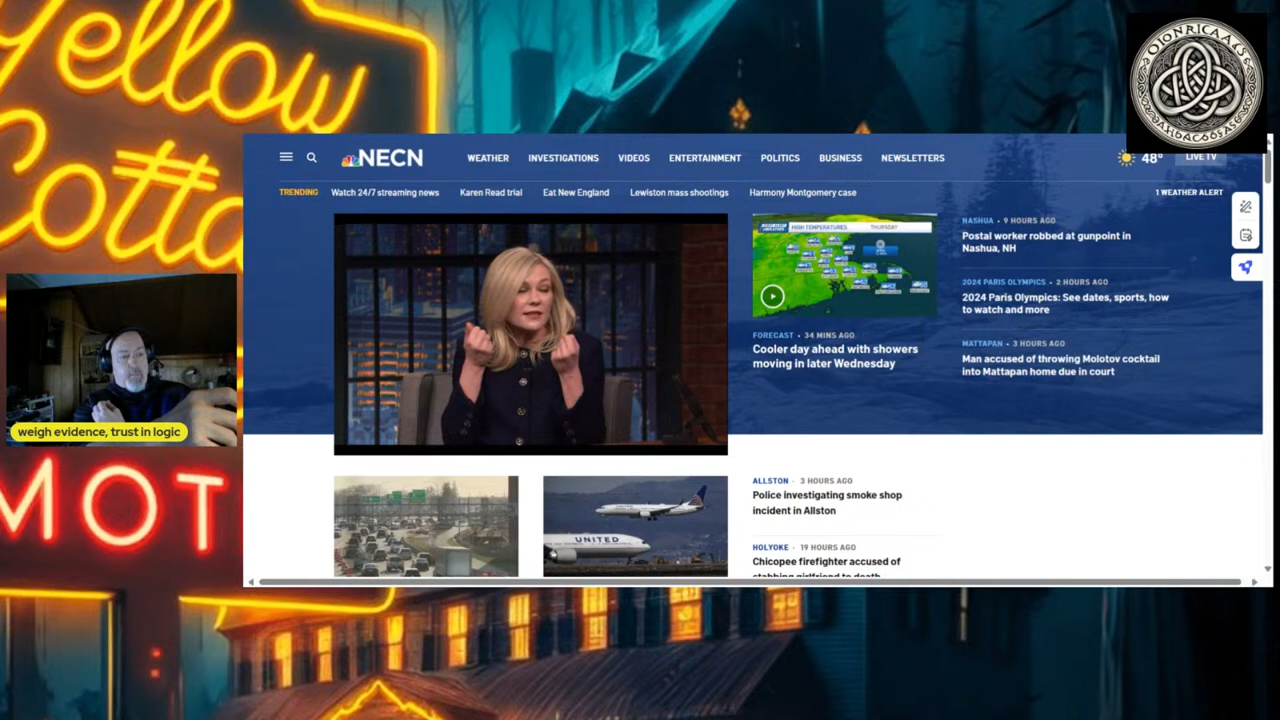 Yellow
Cotta
MOT
weigh evidence, trust in logic
NECN
WEATHER
INVESTIGATIONS
VIDEOS
ENTERTAINMENT
POLITICS
BUSINESS
NEWSLETTERS
48°
LIVE TV
TRENDING
Watch 24/7 streaming news
Karen Read trial
Eat New England
Lewiston mass shootings
Harmony Montgomery case
1 WEATHER ALERT
HIGH TEMPERATURES
THURSDAY
FORECAST • 34 MINS AGO
Cooler day ahead with showers
moving in later Wednesday
NASHUA • 9 HOURS AGO
Postal worker robbed at gunpoint in
Nashua, NH
2024 PARIS OLYMPICS • 2 HOURS AGO
2024 Paris Olympics: See dates, sports, how
to watch and more
MATTAPAN • 3 HOURS AGO
Man accused of throwing Molotov cocktail
into Mattapan home due in court
UNITED
ALLSTON · 3 HOURS AGO
Police investigating smoke shop
incident in Allston
HOLYOKE · 19 HOURS AGO
Chicopee firefighter accused of
stabbing girlfriend to death